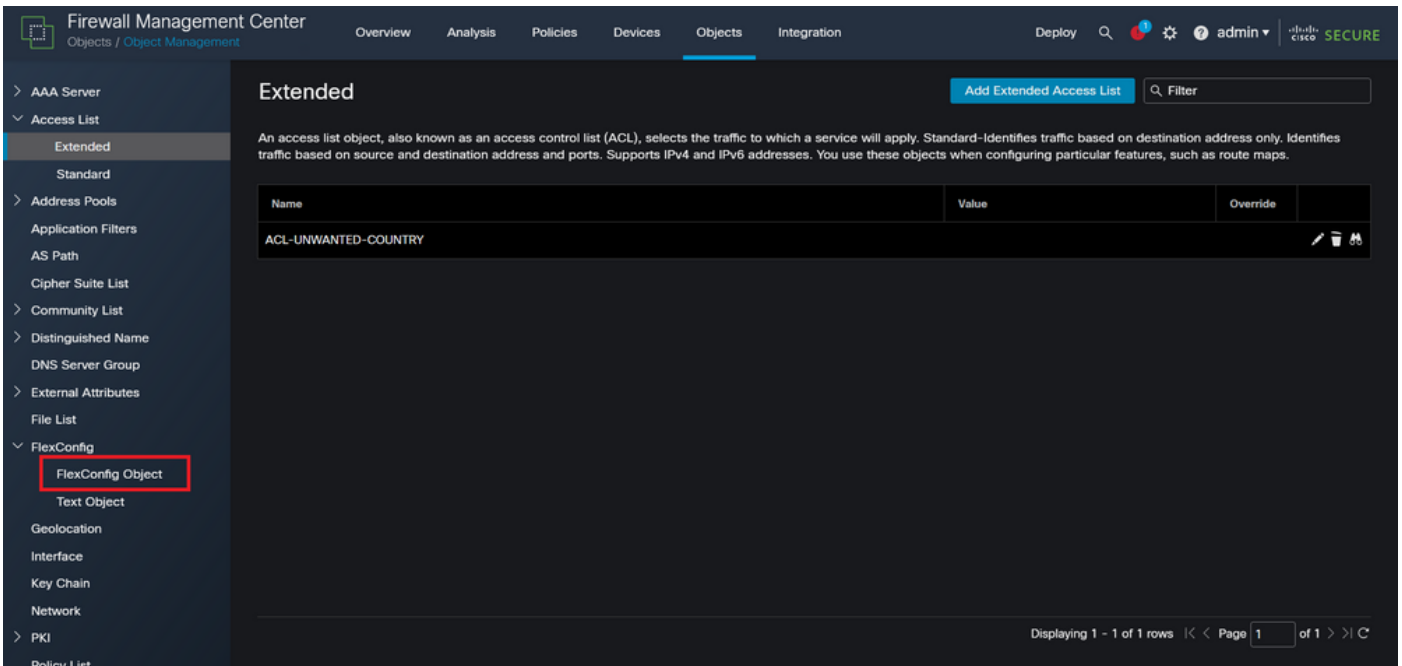 Firewall Management Center
Objects / Object Management
Overview Analysis Policies Devices Objects Integration
Deploy 1 admin
cisco SECURE
AAA Server
Access List
Extended
Standard
Address Pools
Application Filters
AS Path
Cipher Suite List
Community List
Distinguished Name
DNS Server Group
External Attributes
File List
FlexConfig
FlexConfig Object
Text Object
Geolocation
Interface
Key Chain
Network
PKI
Policy List
Extended
Add Extended Access List
Filter
An access list object, also known as an access control list (ACL), selects the traffic to which a service will apply. Standard-Identifies traffic based on destination address only. Identifies
traffic based on source and destination address and ports. Supports IPv4 and IPv6 addresses. You use these objects when configuring particular features, such as route maps.
Name Value Override
ACL-UNWANTED-COUNTRY
Displaying 1 - 1 of 1 rows |< < Page 1 of 1 > >| C